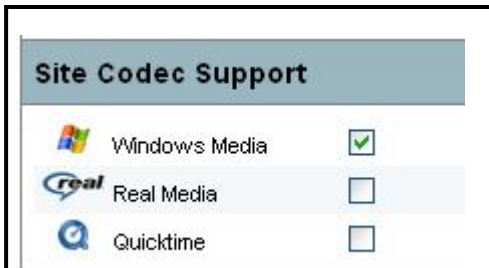 Site Codec Support
Windows Media
real Real Media
Quicktime